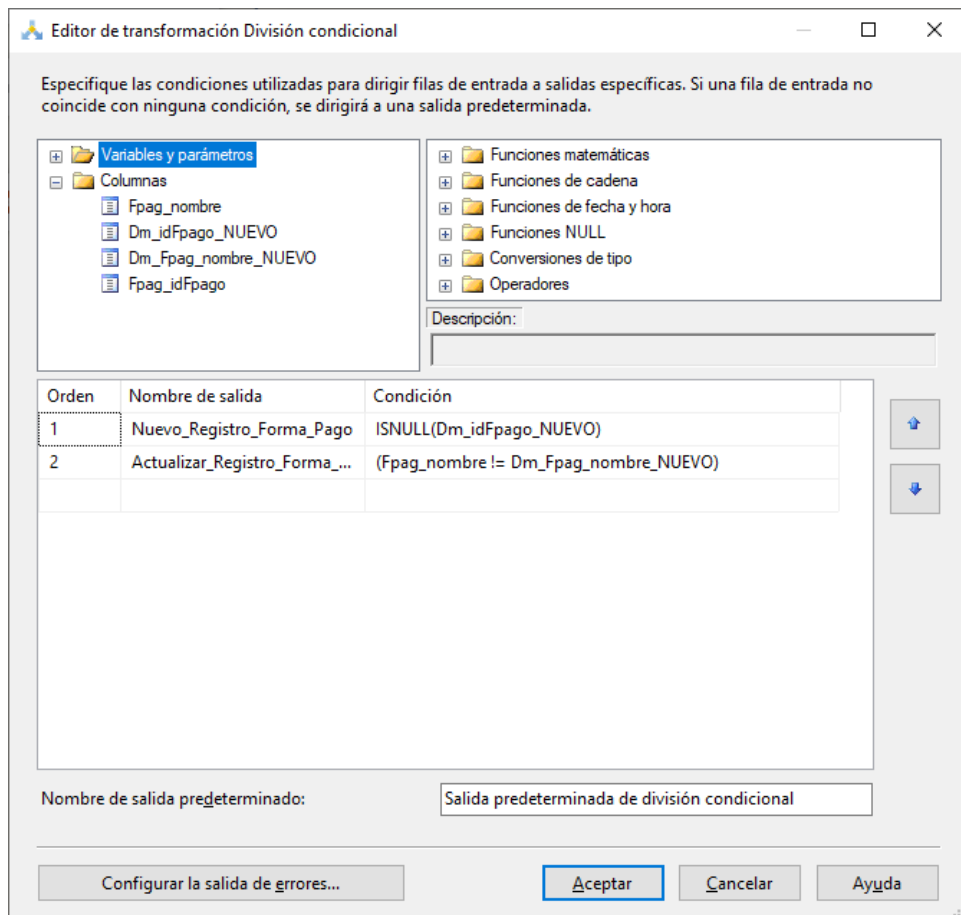 Editor de transformación División condicional
Especifique las condiciones utilizadas para dirigir filas de entrada a salidas específicas. Si una fila de entrada no
coincide con ninguna condición, se dirigirá a una salida predeterminada.
Variables y parámetros
Columnas
Fpag_nombre
Dm_idFpago_NUEVO
Dm_Fpag_nombre_NUEVO
Fpag_idFpago
Funciones matemáticas
Funciones de cadena
Funciones de fecha y hora
Funciones NULL
Conversiones de tipo
Operadores
Descripción:
Orden Nombre de salida Condición
1 Nuevo_Registro_Forma_Pago ISNULL(Dm_idFpago_NUEVO)
2 Actualizar_Registro_Forma_... (Fpag_nombre != Dm_Fpag_nombre_NUEVO)
Nombre de salida predeterminado: Salida predeterminada de división condicional
Configurar la salida de errores... Aceptar Cancelar Ayuda